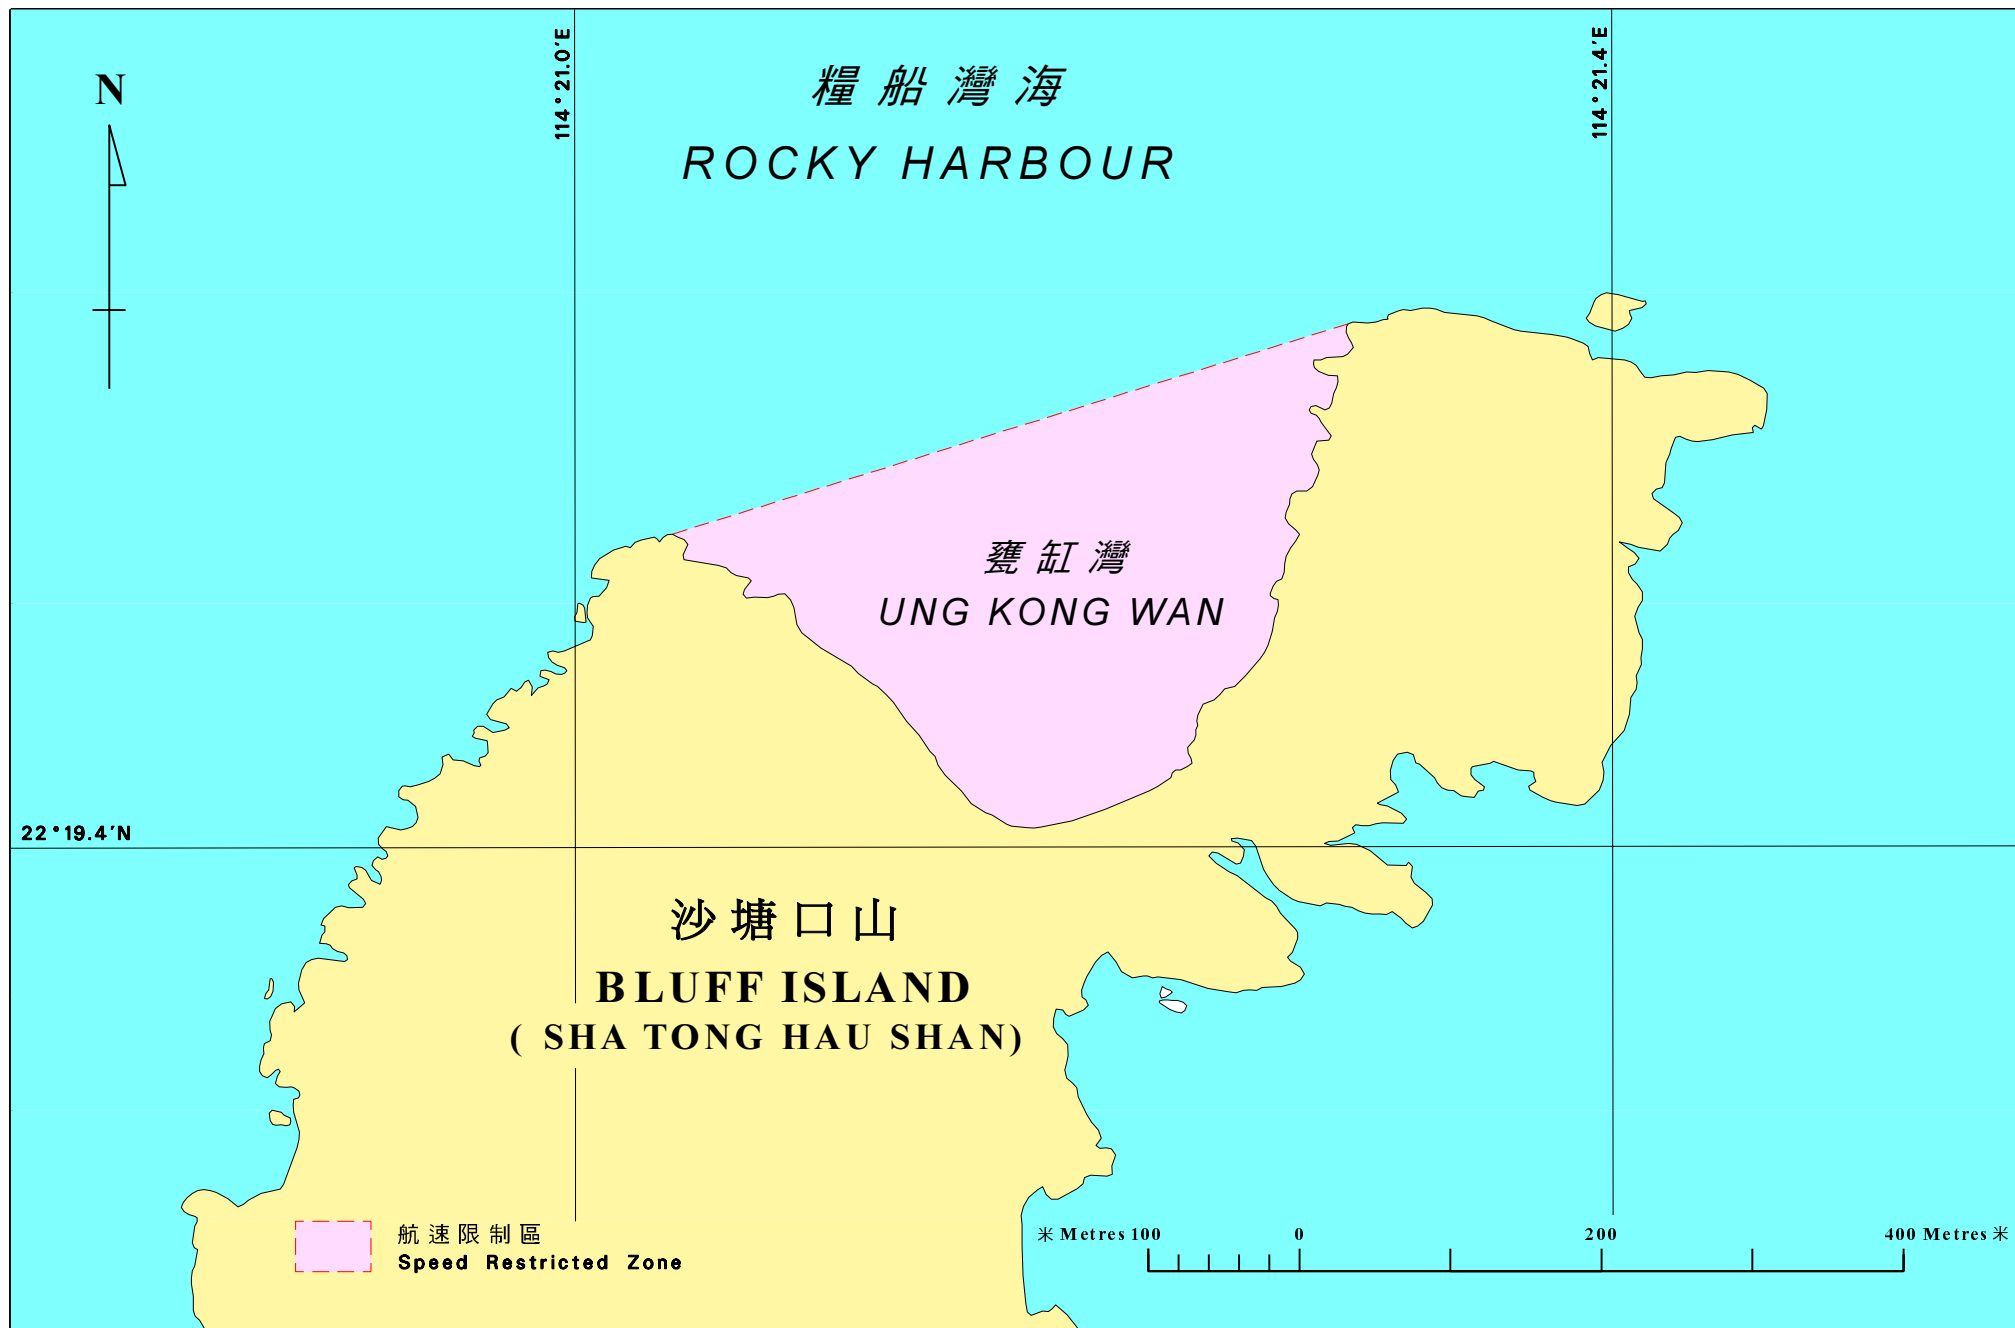 N
114°21.0'E
糧船灣海
ROCKY HARBOUR
114°21.4'E
甕缸灣
UNG KONG WAN
22°19.4'N
沙塘口山
BLUFF ISLAND
( SHA TONG HAU SHAN)
航速限制區
Speed Restricted Zone
米 Metres 100 0 200 400 Metres 米